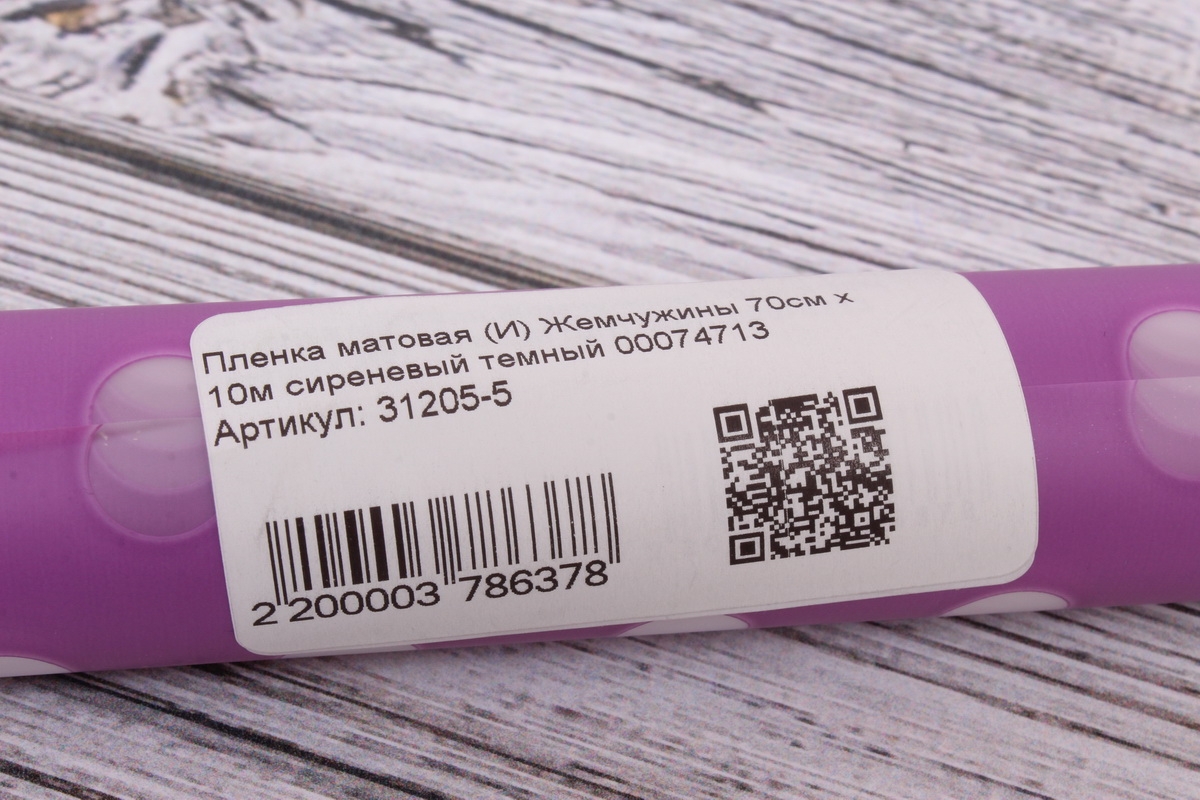 Пленка матовая (И) Жемчужины 70см х
10м сиреневый темный 00074713
Артикул: 31205-5
2 200003 786378